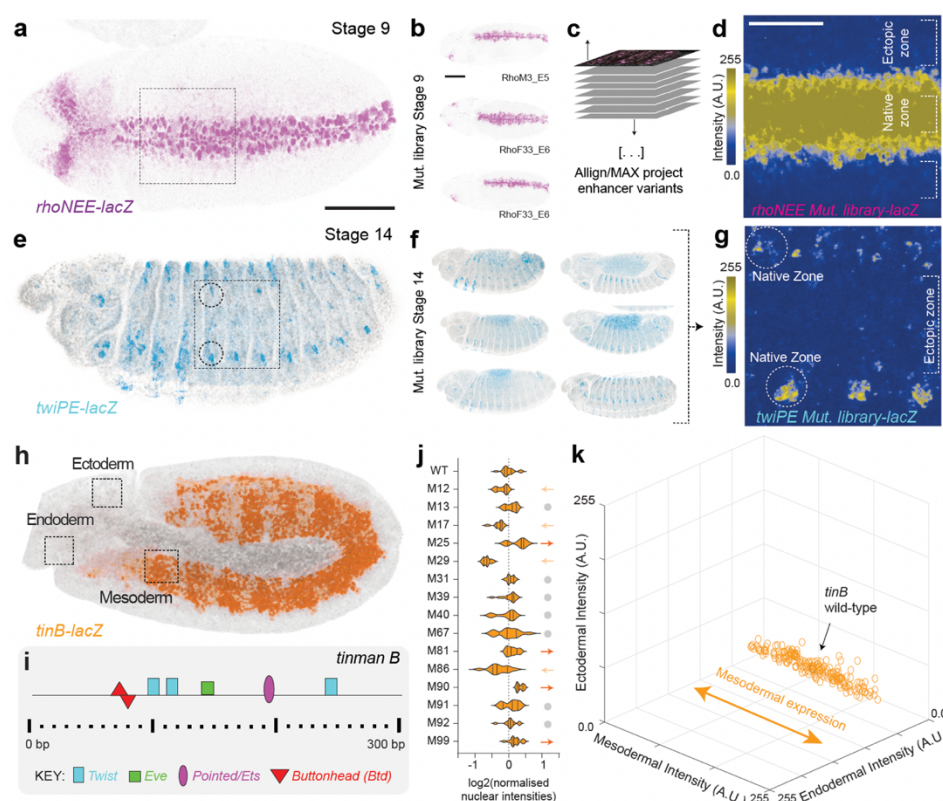 a
Stage 9
rhoNEE-lacZ
b
Mut. library Stage 9
RhoM3_E5
RhoF33_E6
RhoF33_E6
c
[. . .]
Allign/MAX project
enhancer variants
d
255
Intensity (A.U.)
0.0
Ectopic
zone
Native
zone
rhoNEE Mut. library-lacZ
e
Stage 14
twiPE-lacZ
f
Mut. library Stage 14
g
255
Intensity (A.U.)
0.0
Native Zone
Native Zone
Ectopic zone
twiPE Mut. library-lacZ
h
Ectoderm
Endoderm
Mesoderm
tinB-lacZ
i
tinman B
0 bp
300 bp
KEY: Twist Eve Pointed/Ets Buttonhead (Btd)
j
WT
M12
M13
M17
M25
M29
M31
M39
M40
M67
M81
M86
M90
M91
M92
M99
-1 0 1
log2(normalised
nuclear intensities)
k
255
Ectodermal Intensity (A.U.)
0.0
tinB
wild-type
Mesodermal expression
Mesodermal Intensity (A.U.)
255
255
Endodermal Intensity (A.U.)
0.0